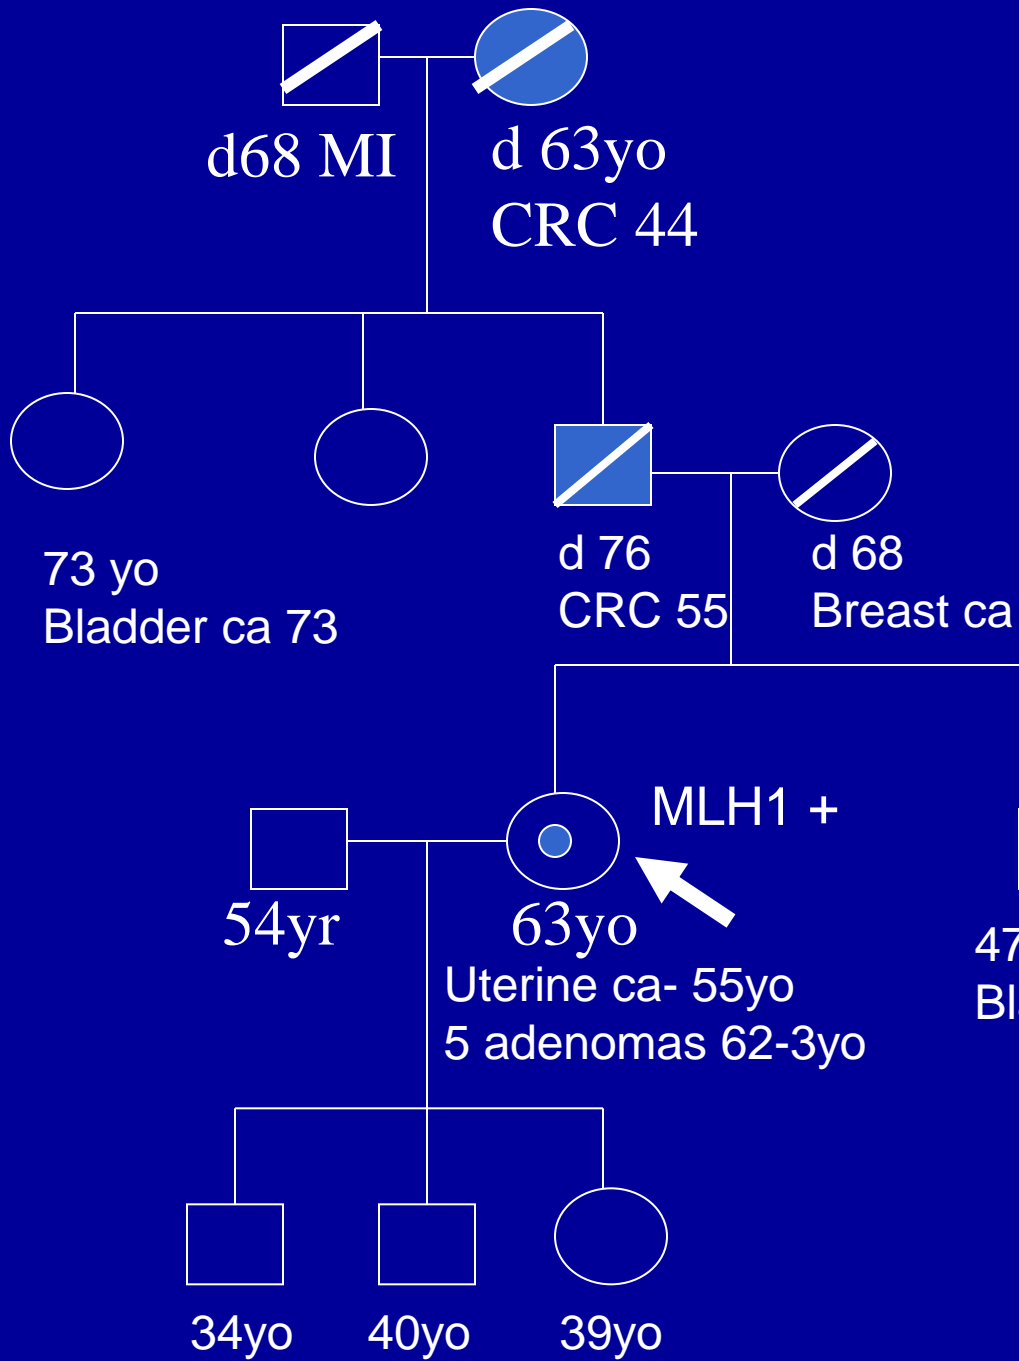 d68 MI
d 63yo
CRC 44
73 yo
Bladder ca 73
d 76
CRC 55
d 68
Breast ca
MLH1 +
54yr
63yo
Uterine ca- 55yo
5 adenomas 62-3yo
47
34yo
40yo
39yo